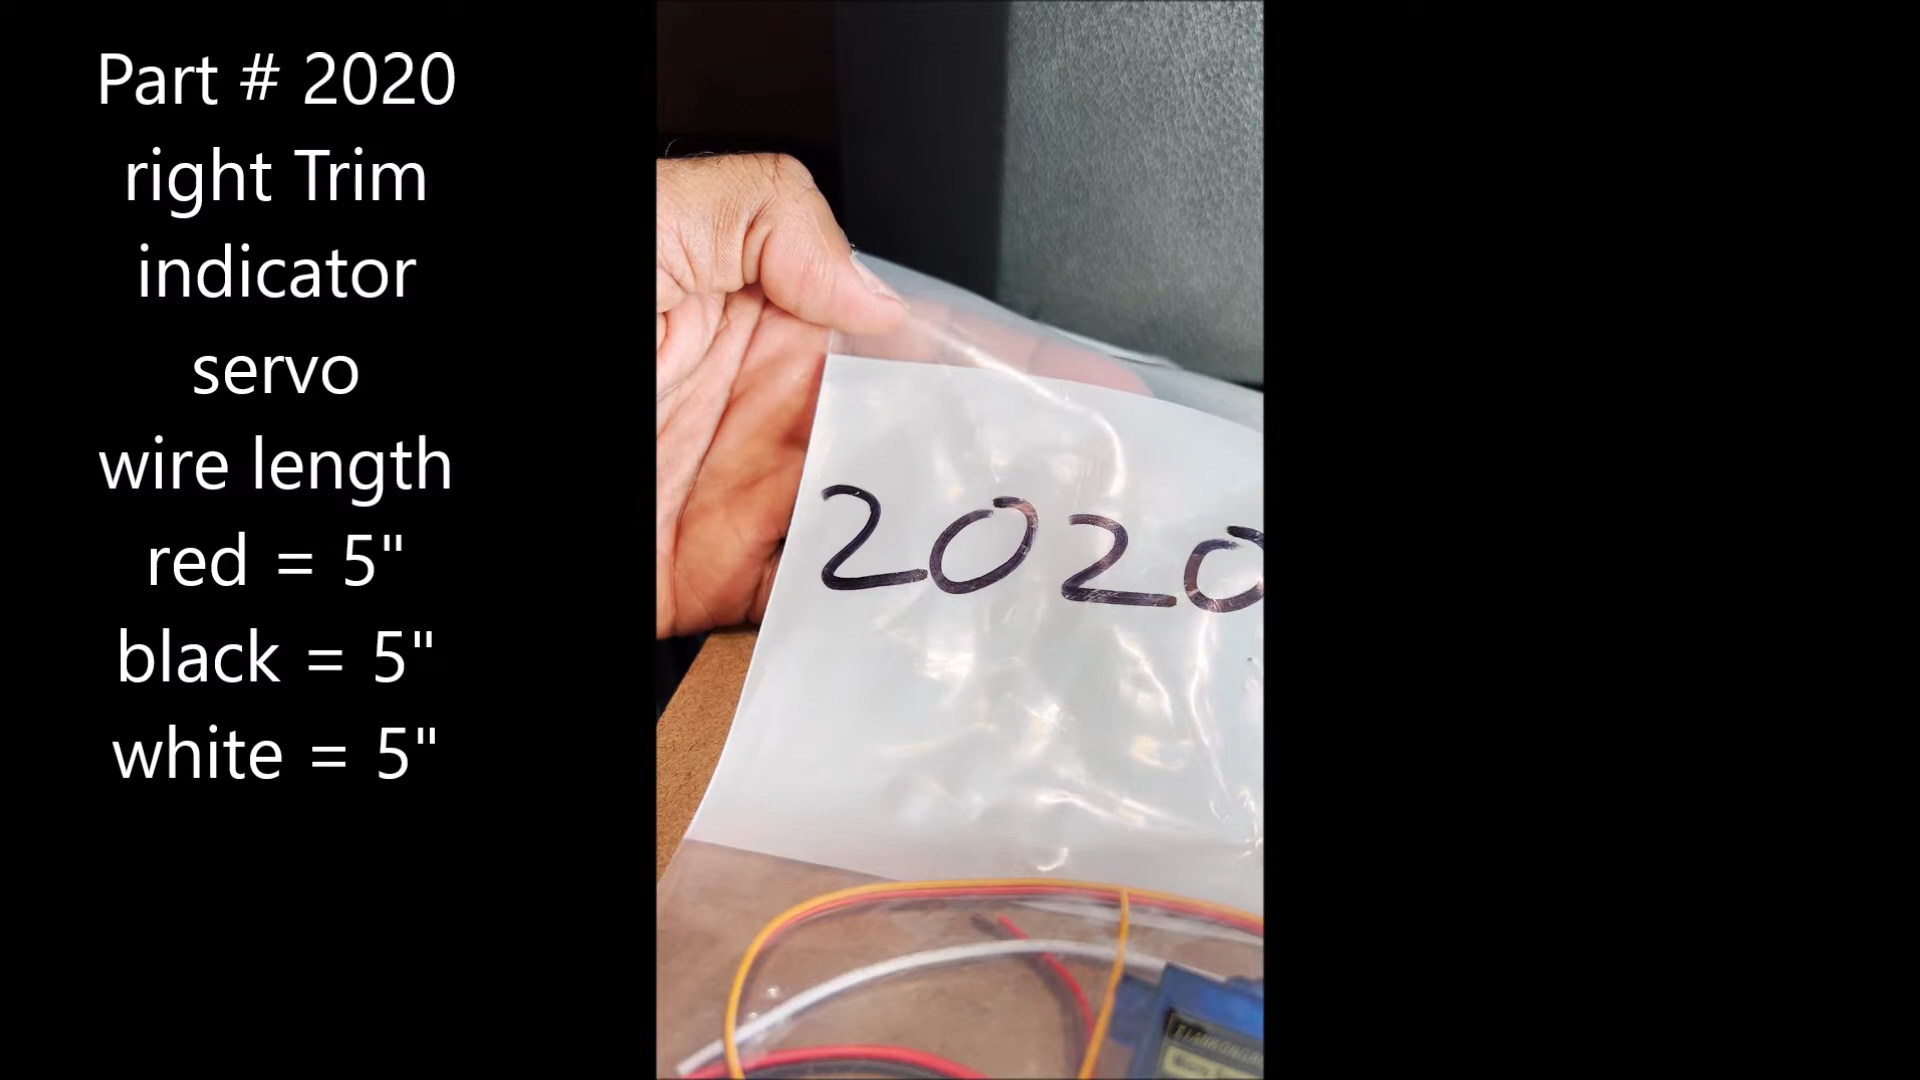 Part # 2020
right Trim
indicator
servo
wire length
red = 5"
black = 5"
white = 5"
2020